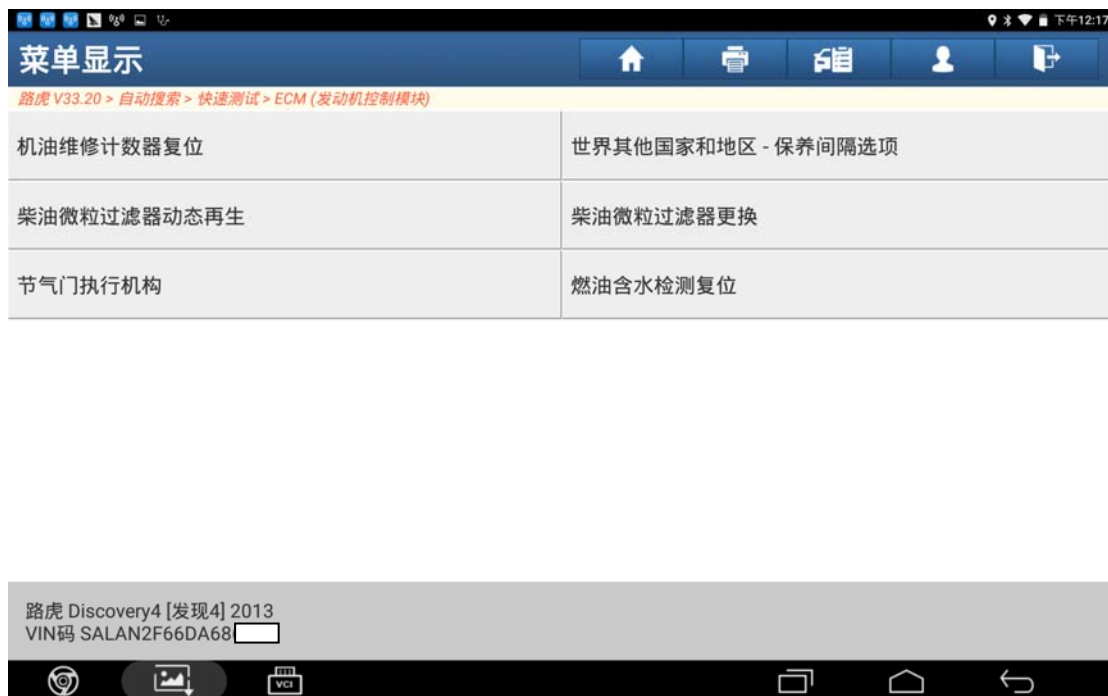 下午12:17
菜单显示
路虎 V33.20 > 自动搜索 > 快速测试 > ECM (发动机控制模块)
机油维修计数器复位
世界其他国家和地区 - 保养间隔选项
柴油微粒过滤器动态再生
柴油微粒过滤器更换
节气门执行机构
燃油含水检测复位
路虎 Discovery4 [发现4] 2013
VIN码 SALAN2F66DA68
VCI